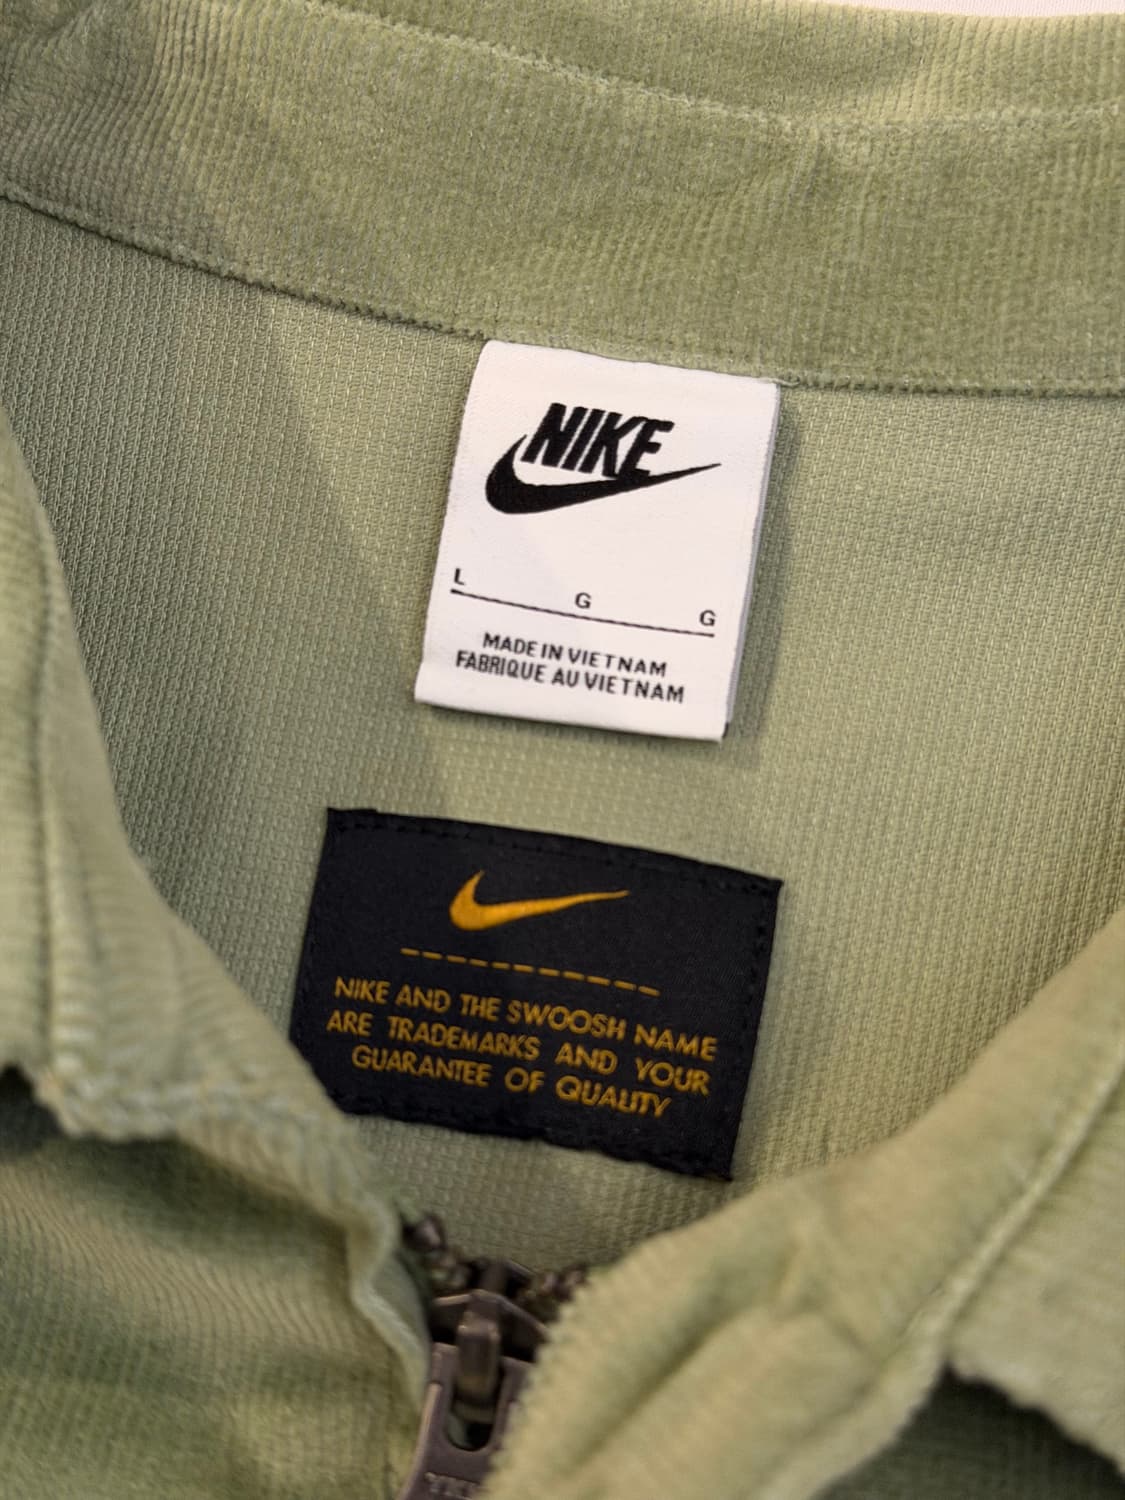 NIKE
L G G
MADE IN VIETNAM
FABRIQUE AU VIETNAM
NIKE AND THE SWOOSH NAME
ARE TRADEMARKS AND YOUR
GUARANTEE OF QUALITY